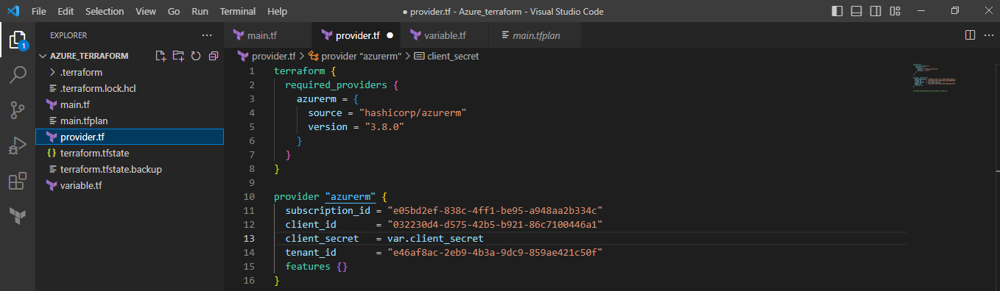 File Edit Selection View Go Run Terminal Help
● provider.tf - Azure_terraform - Visual Studio Code
EXPLORER
1
AZURE_TERRAFORM
.terraform
.terraform.lock.hcl
main.tf
main.tfplan
provider.tf
terraform.tfstate
terraform.tfstate.backup
variable.tf
main.tf provider.tf ● variable.tf main.tfplan
provider.tf > provider "azurerm" > client_secret
1 terraform {
2 required_providers {
3 azurerm = {
4 source = "hashicorp/azurerm"
5 version = "3.8.0"
6 }
7 }
8 }
9
10 provider "azurerm" {
11 subscription_id = "e05bd2ef-838c-4ff1-be95-a948aa2b334c"
12 client_id = "032230d4-d575-42b5-b921-86c7100446a1"
13 client_secret = var.client_secret
14 tenant_id = "e46af8ac-2eb9-4b3a-9dc9-859ae421c50f"
15 features {}
16 }